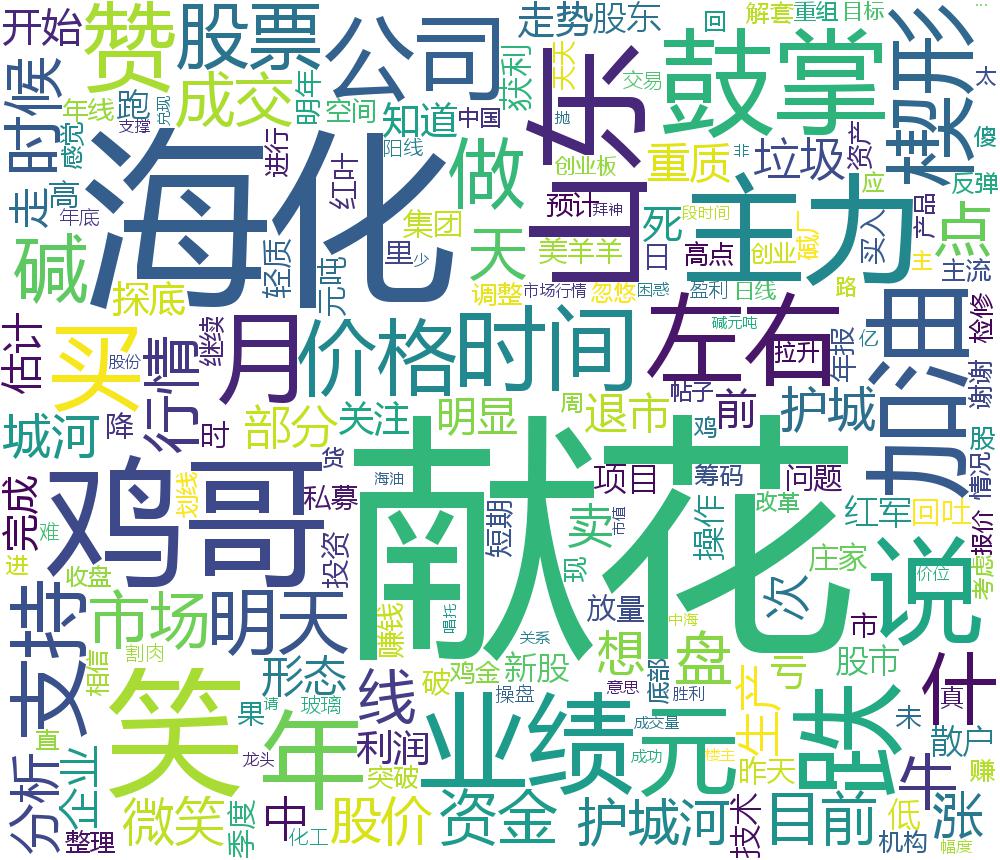 开始
赞
股票
公司
走势
股东
回
解套
重组
目标
时候
年线
跑
兑现
成交
明年
空间
知道
获利
中国
天天
抛
交易
东
鼓掌
楔形
太
傻
感觉
支撑
进行
阳线
红叶
做
创业板
重质
非
垃圾
资产
走
高
年底
海化
集团
里
少
天
预计
拜神
美羊羊
日
死
段时间
主力
应
反弹
产品
点
碱
探底
轻质
元吨
调整
市场行情
忽悠
困惑
日
高点
创业
碱厂
买入
主
主流
盈利
日线
路
估计
买
股份
行情
继续
月
价格
时间
左右
碱元吨
拉升
年报
亿
加油
检修
谢谢
城河
降
时
部分
关注
明显
周
退市
帖子
鸡
前
护城
股
情况
完成
难
划线
鸡哥
货
私募
海油
献花
短期
项目
卖
市值
筹码
操作
问题
改革
红军
回吐
报价
进
收盘
投资
现
庄家
次
说
价位
考虑
支持
市场
相信
割肉
明天
赚钱
唱托
放量
关系
中海
想
盘
市
亏
股市
什
真
笑
形态
线
破
鸡金
新股
操盘
意思
底部
胜利
直
果
请
玻璃
年
利润
业绩
成交量
成功
元
楼主
生产
昨天
跌
未
散户
牛
赚
分析
企业
龙头
突破
整理
微笑
季度
中
化工
股价
资金
护城河
技术
目前
低
机构
涨
幅度